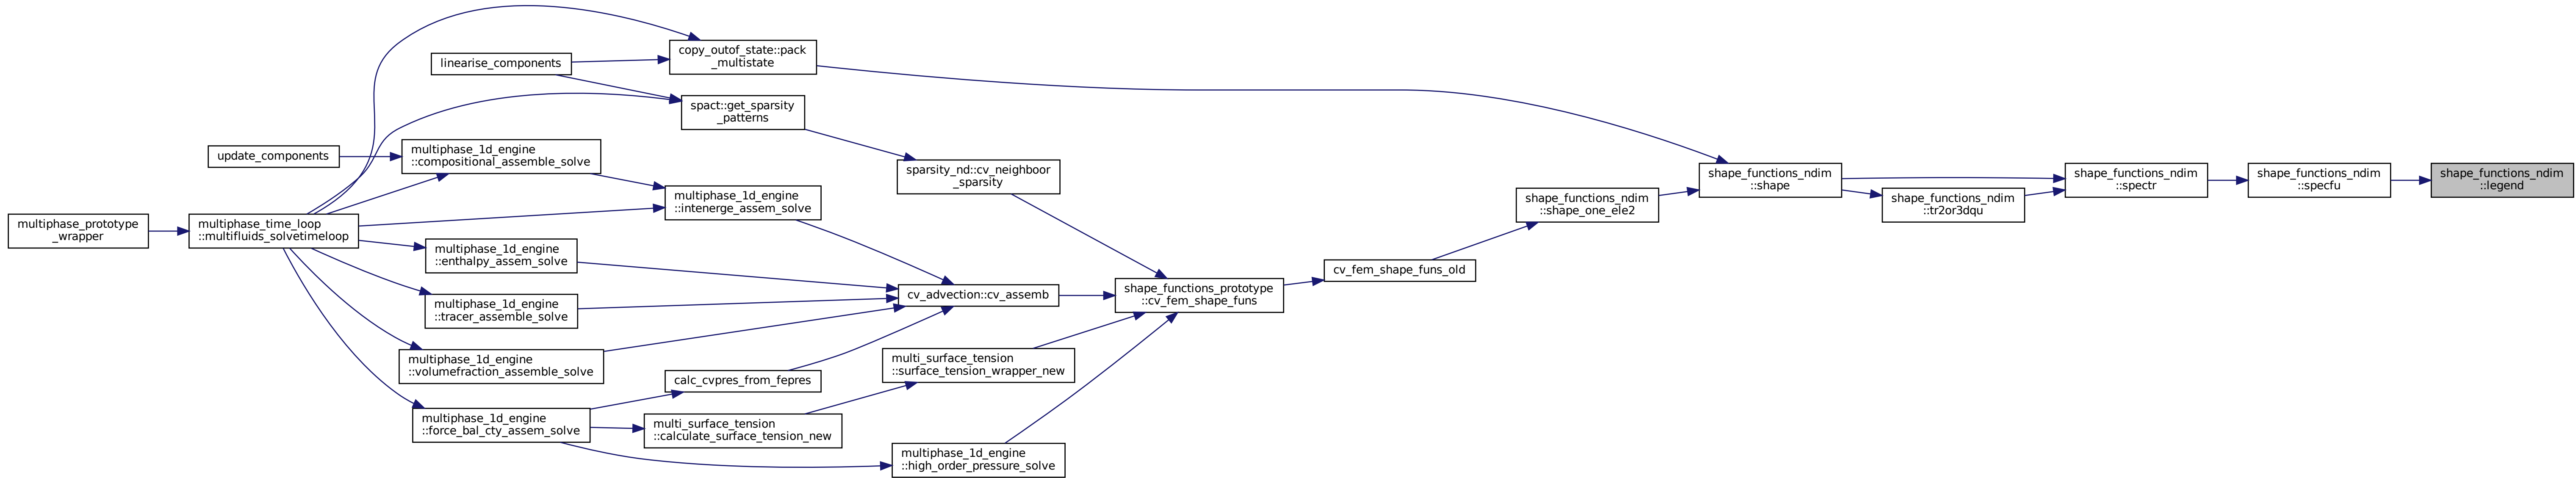 multiphase_prototype
_wrapper
multiphase_time_loop
::multifluids_solvetimeloop
update_components
linearise_components
multiphase_1d_engine
::compositional_assemble_solve
multiphase_1d_engine
::enthalpy_assem_solve
multiphase_1d_engine
::tracer_assemble_solve
multiphase_1d_engine
::volumefraction_assemble_solve
multiphase_1d_engine
::force_bal_cty_assem_solve
copy_outof_state::pack
_multistate
spact::get_sparsity
_patterns
multiphase_1d_engine
::intenerge_assem_solve
calc_cvpres_from_fepres
multi_surface_tension
::calculate_surface_tension_new
sparsity_nd::cv_neighboor
_sparsity
cv_advection::cv_assemb
multi_surface_tension
::surface_tension_wrapper_new
multiphase_1d_engine
::high_order_pressure_solve
shape_functions_prototype
::cv_fem_shape_funs
cv_fem_shape_funs_old
shape_functions_ndim
::shape_one_ele2
shape_functions_ndim
::shape
shape_functions_ndim
::tr2or3dqu
shape_functions_ndim
::spectr
shape_functions_ndim
::specfu
shape_functions_ndim
::legend